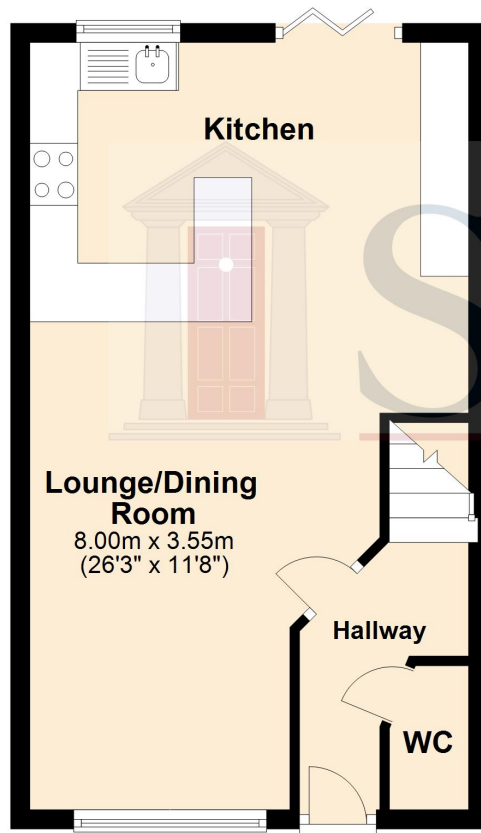 Kitchen
S
Lounge/Dining
Room
8.00m x 3.55m
(26'3" x 11'8")
Hallway
WC